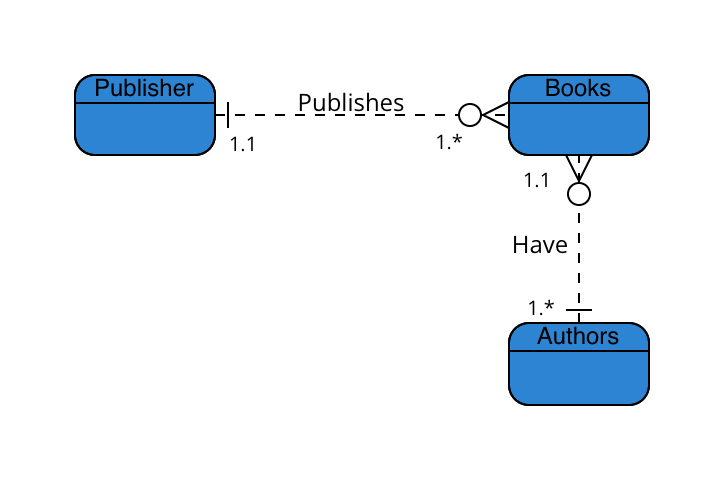 Publisher
Publishes
Books
1.1
1.*
1.1
Have
1.*
Authors